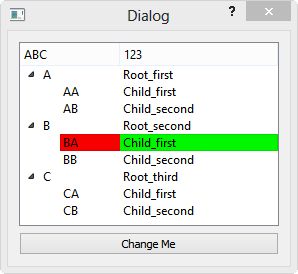 Dialog ?
ABC 123
A Root_first
AA Child_first
AB Child_second
B Root_second
BA Child_first
BB Child_second
C Root_third
CA Child_first
CB Child_second
Change Me